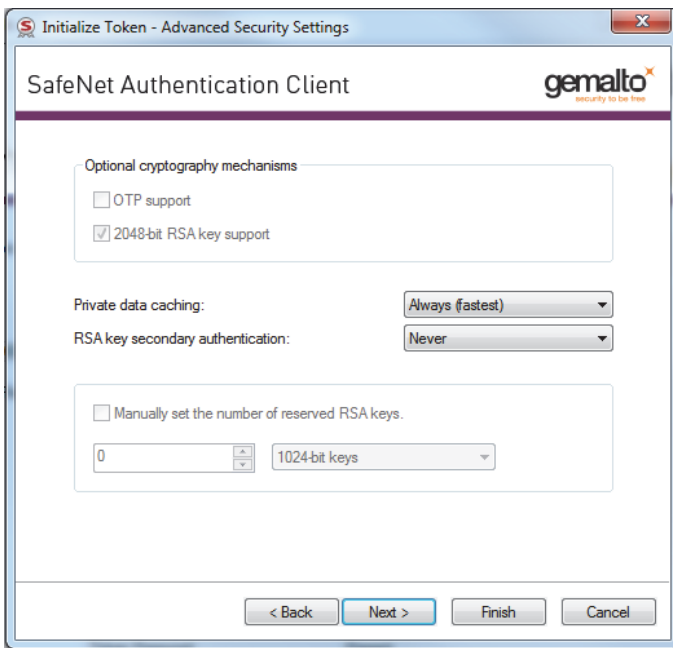 Initialize Token - Advanced Security Settings
SafeNet Authentication Client
gemalto
security to be free
Optional cryptography mechanisms
OTP support
2048-bit RSA key support
Private data caching: Always (fastest)
RSA key secondary authentication: Never
Manually set the number of reserved RSA keys.
0 1024-bit keys
< Back Next > Finish Cancel